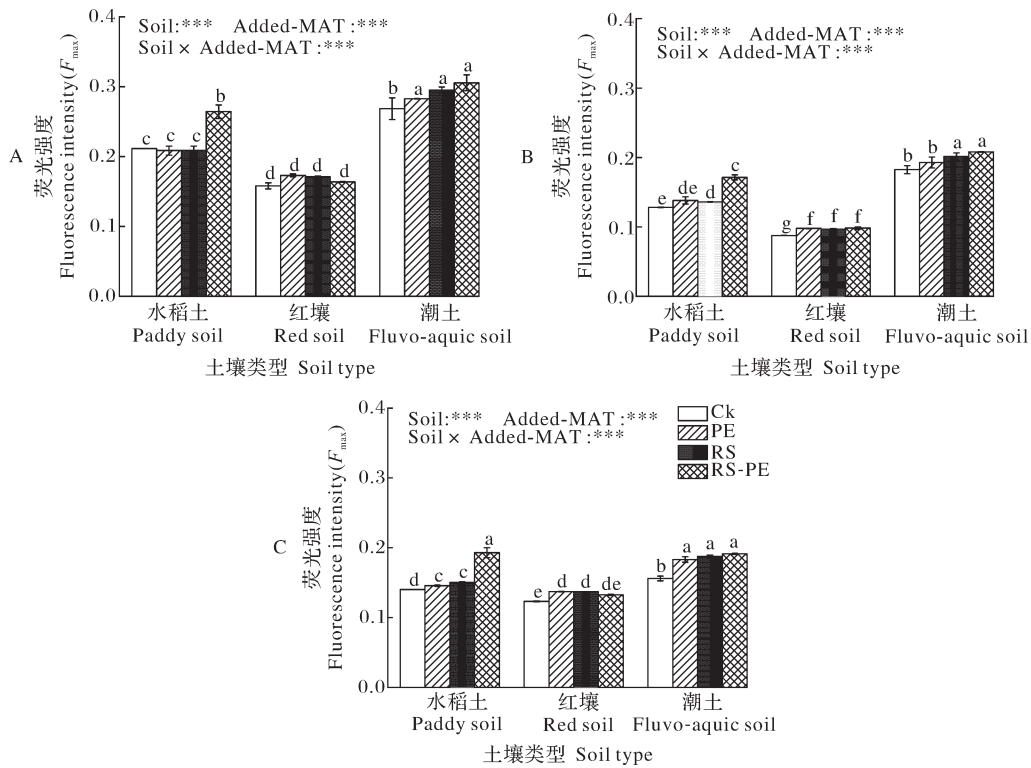 A
荧光强度
Fluorescence intensity(Fmax)
0.4
0.3
0.2
0.1
0.0
Soil:*** Added-MAT:***
Soil × Added-MAT:***
c c c b
d d d d
b a a a
水稻土 红壤 潮土
Paddy soil Red soil Fluvo-aquic soil
土壤类型 Soil type
B
荧光强度
Fluorescence intensity(Fmax)
0.4
0.3
0.2
0.1
0.0
Soil:*** Added-MAT:***
Soil × Added-MAT:***
e de d c
g f f f
b b a a
水稻土 红壤 潮土
Paddy soil Red soil Fluvo-aquic soil
土壤类型 Soil type
C
荧光强度
Fluorescence intensity(Fmax)
0.4
0.3
0.2
0.1
0.0
Soil:*** Added-MAT:***
Soil × Added-MAT:***
Ck
PE
RS
RS-PE
d c c a
e d d de
b a a a
水稻土 红壤 潮土
Paddy soil Red soil Fluvo-aquic soil
土壤类型 Soil type